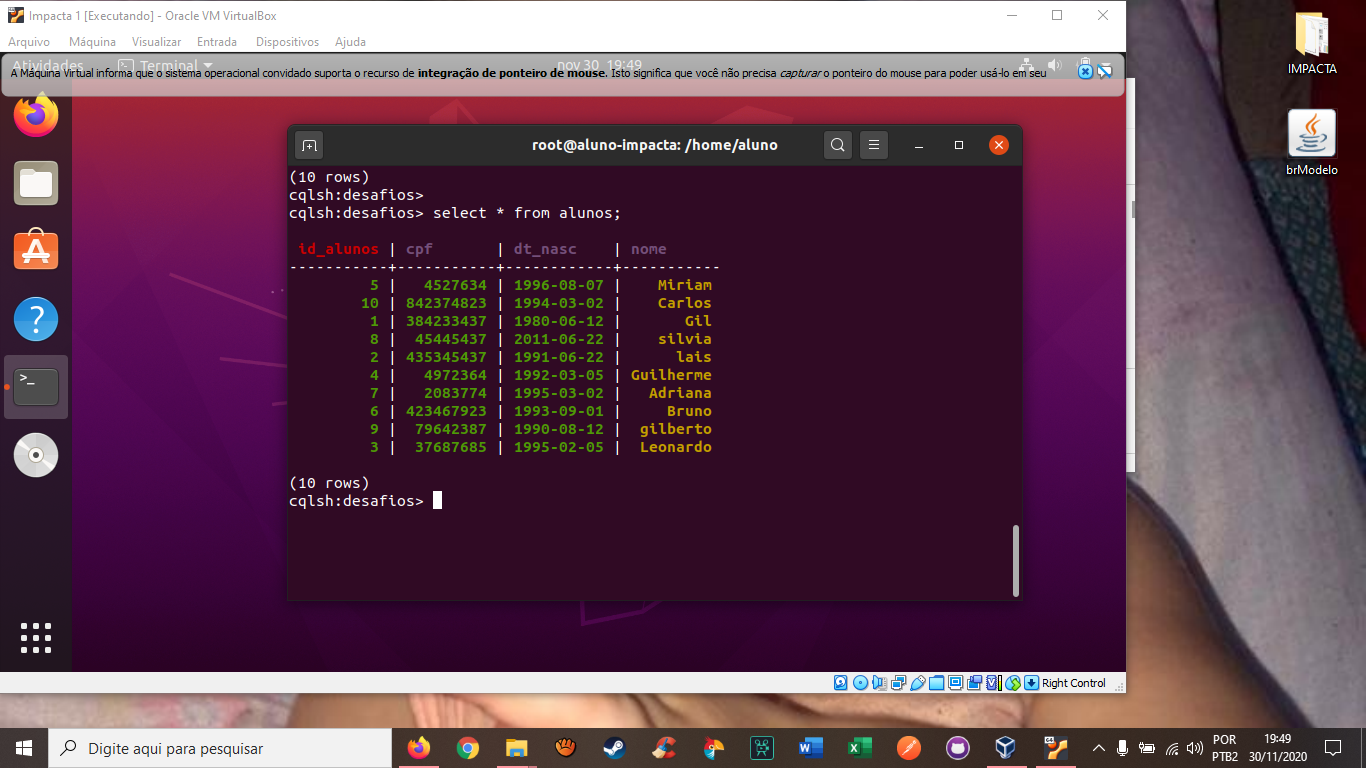 Impacta 1 [Executando] - Oracle VM VirtualBox
Arquivo Máquina Visualizar Entrada Dispositivos Ajuda
Atividades Terminal nov 30 19:49
A Máquina Virtual informa que o sistema operacional convidado suporta o recurso de integração de ponteiro de mouse. Isto significa que você não precisa capturar o ponteiro do mouse para poder usá-lo em seu
IMPACTA
brModelo
root@aluno-impacta: /home/aluno
(10 rows)
cqlsh:desafios>
cqlsh:desafios> select * from alunos;
id_alunos | cpf | dt_nasc | nome
-----------+-----------+------------+-----------
5 | 4527634 | 1996-08-07 | Miriam
10 | 842374823 | 1994-03-02 | Carlos
1 | 384233437 | 1980-06-12 | Gil
8 | 45445437 | 2011-06-22 | silvia
2 | 435345437 | 1991-06-22 | lais
4 | 4972364 | 1992-03-05 | Guilherme
7 | 2083774 | 1995-03-02 | Adriana
6 | 423467923 | 1993-09-01 | Bruno
9 | 79642387 | 1990-08-12 | gilberto
3 | 37687685 | 1995-02-05 | Leonardo
(10 rows)
cqlsh:desafios>
Right Control
Digite aqui para pesquisar
POR
PTB2
19:49
30/11/2020